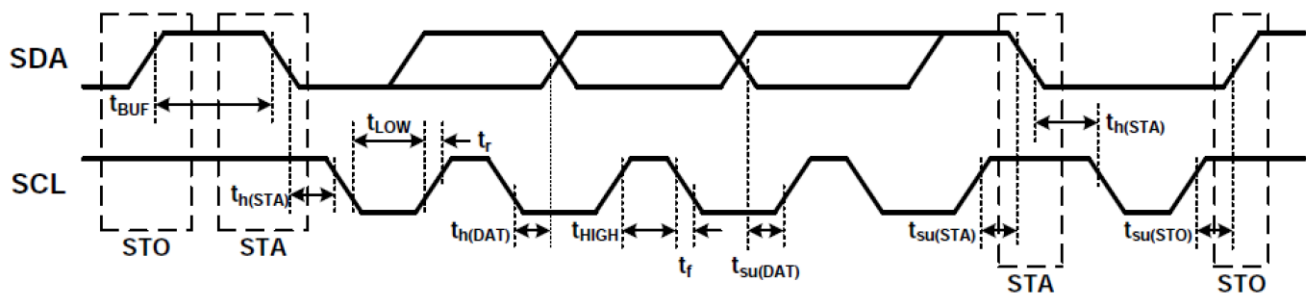 SDA
t_BUF
t_LOW
t_r
t_h(STA)
SCL
t_h(STA)
t_h(DAT)
t_HIGH
t_f
t_su(DAT)
t_su(STA)
t_su(STO)
STO
STA
STA
STO